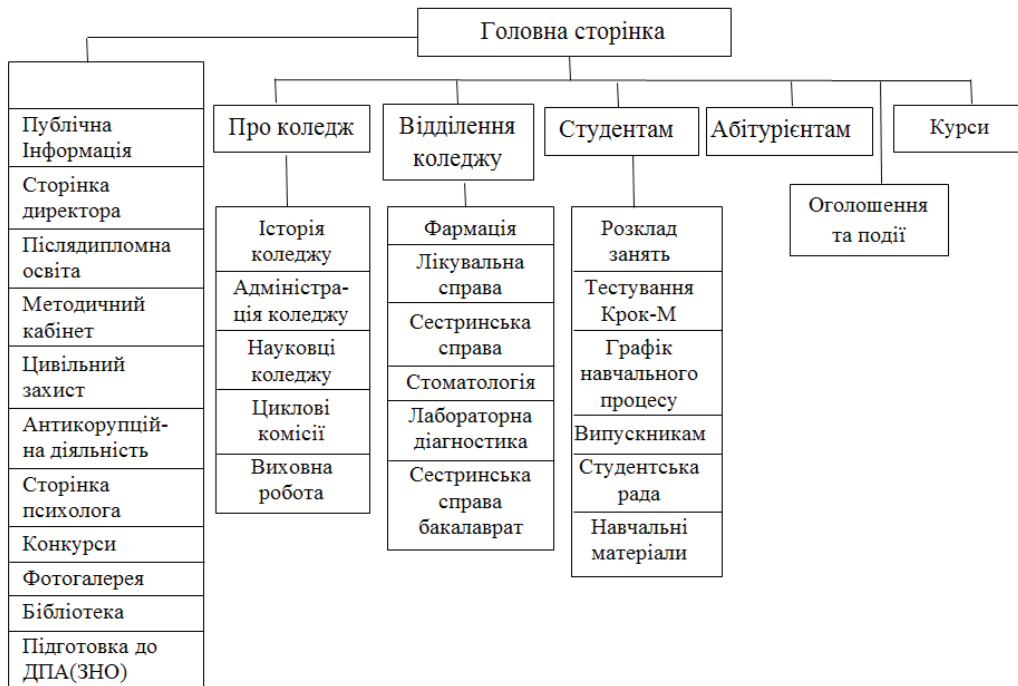 Головна сторінка
Публічна
Інформація
Сторінка
директора
Післядипломна
освіта
Методичний
кабінет
Цивільний
захист
Антикорупцій-
на діяльність
Сторінка
психолога
Конкурси
Фотогалерея
Бібліотека
Підготовка до
ДПА(ЗНО)
Про коледж
Історія
коледжу
Адміністра-
ція коледжу
Науковці
коледжу
Циклові
комісії
Виховна
робота
Відділення
коледжу
Фармація
Лікувальна
справа
Сестринська
справа
Стоматологія
Лабораторна
діагностика
Сестринська
справа
бакалаврат
Студентам
Розклад
занять
Тестування
Крок-М
Графік
навчального
процесу
Випускникам
Студентська
рада
Навчальні
матеріали
Абітурієнтам
Оголошення
та події
Курси